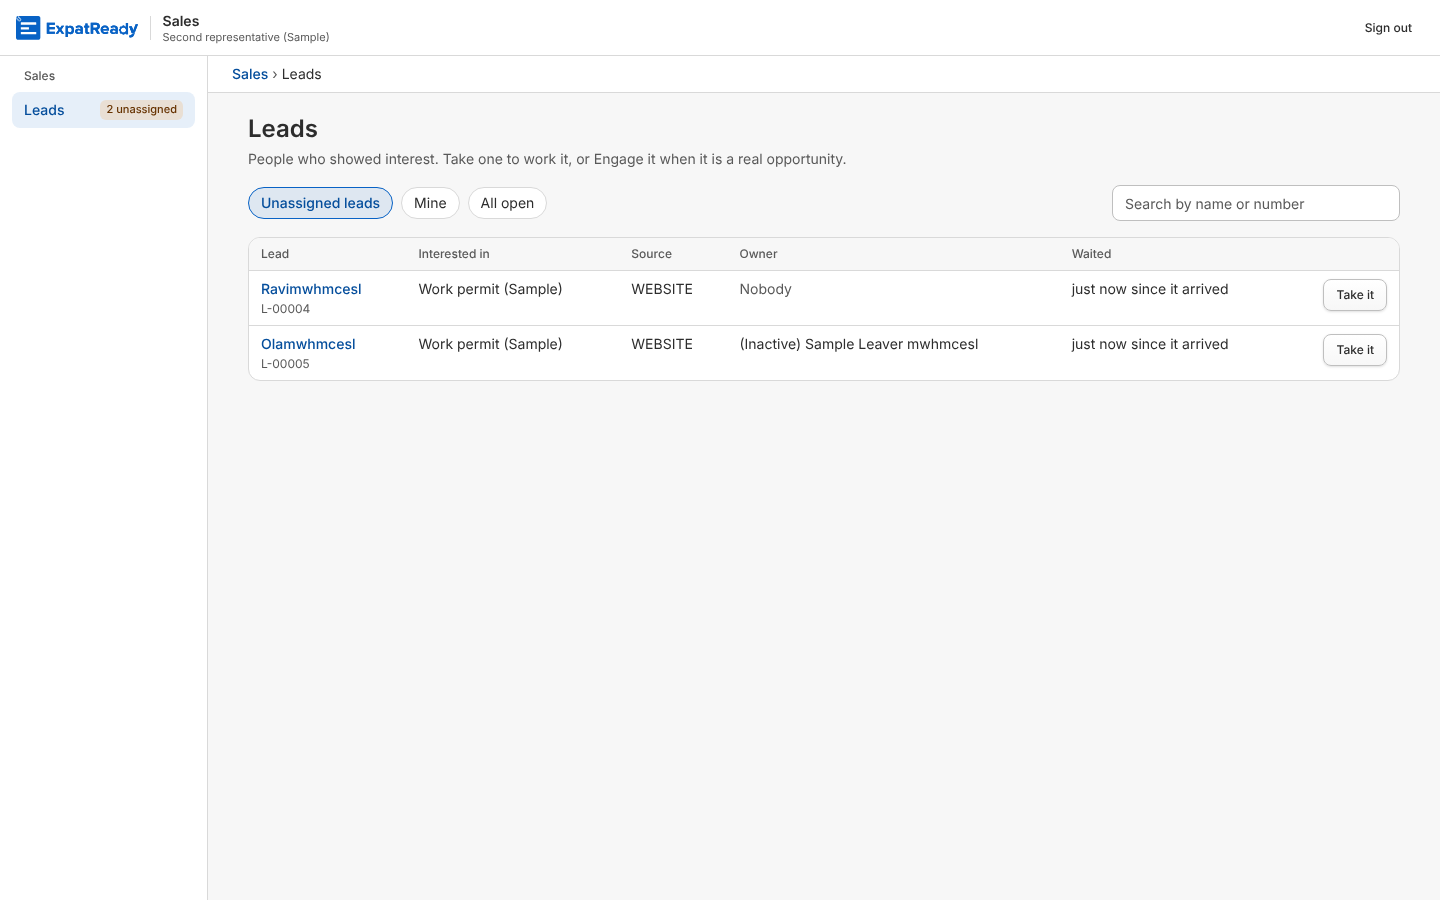 ExpatReady
Sales
Second representative (Sample)
Sign out
Sales
Leads
2 unassigned
Sales › Leads
Leads
People who showed interest. Take one to work it, or Engage it when it is a real opportunity.
Unassigned leads
Mine
All open
Search by name or number
Lead Interested in Source Owner Waited
Ravimwhmcesl Work permit (Sample) WEBSITE Nobody just now since it arrived Take it
L-00004
Olamwhmcesl Work permit (Sample) WEBSITE (Inactive) Sample Leaver mwhmcesl just now since it arrived Take it
L-00005